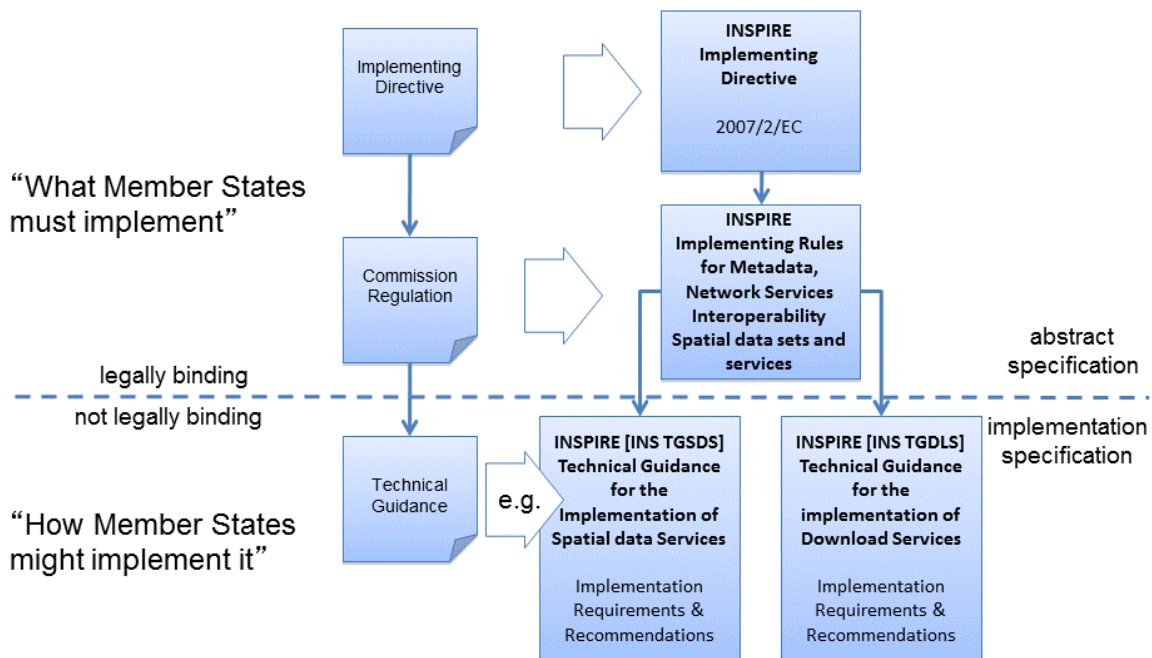 Implementing
Directive
INSPIRE
Implementing
Directive
2007/2/EC
“What Member States
must implement”
Commission
Regulation
INSPIRE
Implementing Rules
for Metadata,
Network Services
Interoperability
Spatial data sets and
services
abstract
specification
legally binding
not legally binding
implementation
specification
Technical
Guidance
e.g.
INSPIRE [INS TGSDS]
Technical Guidance
for the
Implementation of
Spatial data Services
Implementation
Requirements &
Recommendations
INSPIRE [INS TGDLS]
Technical Guidance
for the
implementation of
Download Services
Implementation
Requirements &
Recommendations
“How Member States
might implement it”